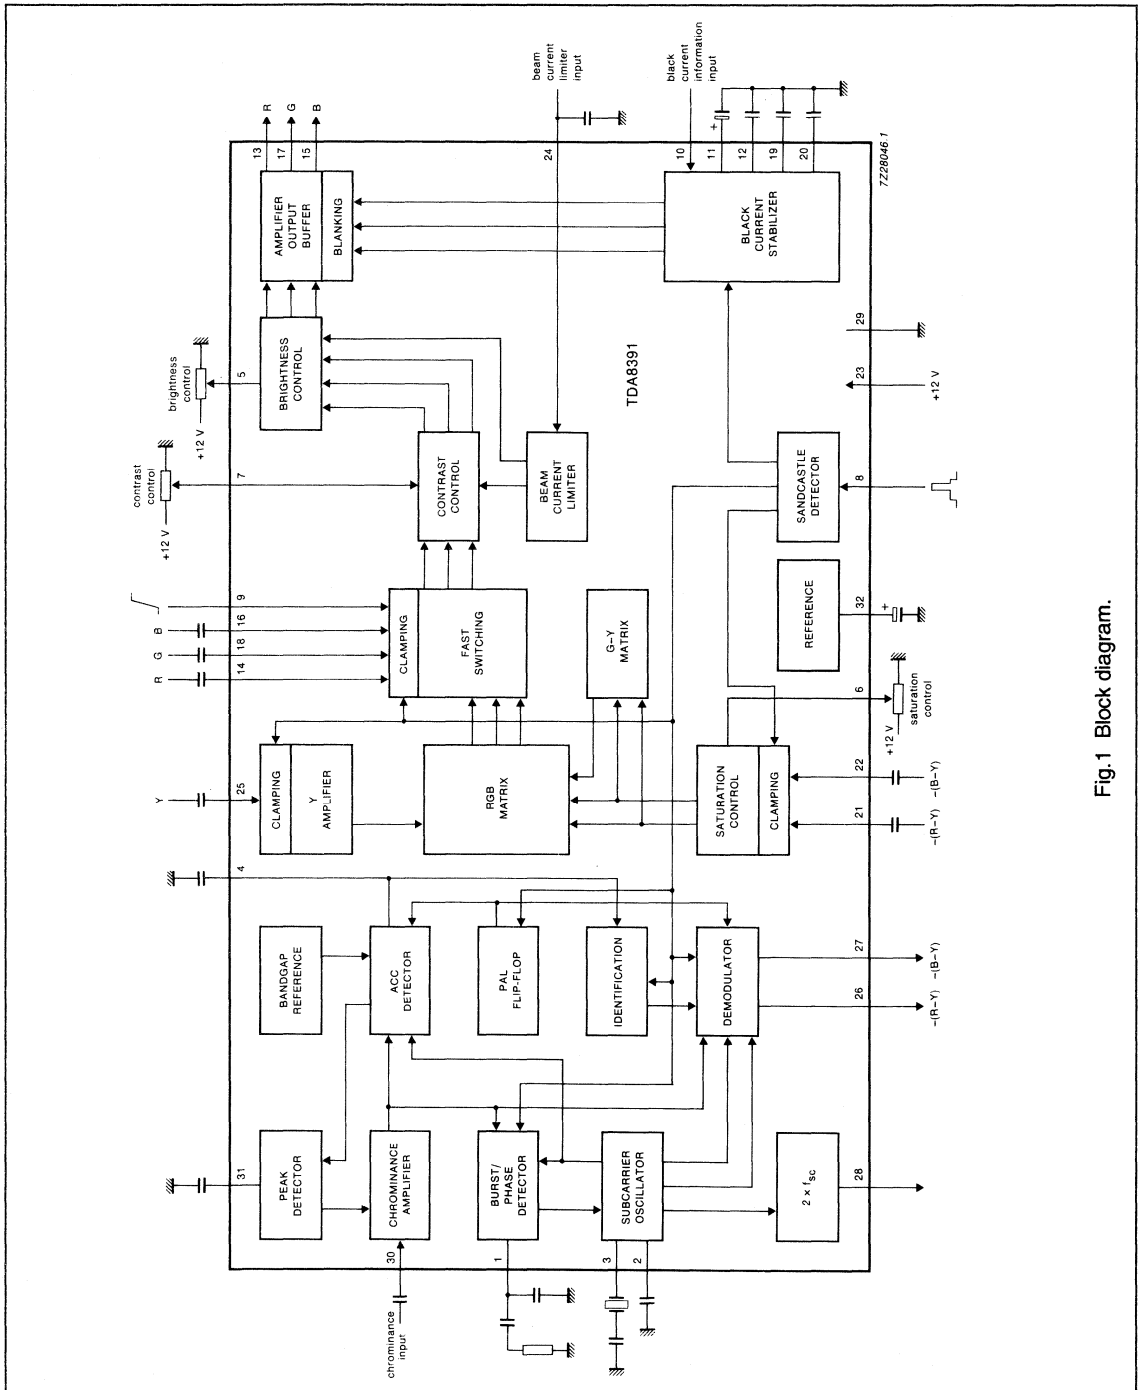 chrominance
input
30
1
3
2
31
PEAK
DETECTOR
CHROMINANCE
AMPLIFIER
BURST/
PHASE
DETECTOR
SUBCARRIER
OSCILLATOR
2 × fsc
28
BANDGAP
REFERENCE
ACC
DETECTOR
PAL
FLIP-FLOP
IDENTIFICATION
DEMODULATOR
26
27
-(R-Y)
-(B-Y)
4
Y
25
CLAMPING
Y
AMPLIFIER
RGB
MATRIX
SATURATION
CONTROL
CLAMPING
21
22
-(R-Y)
-(B-Y)
+12 V
6
saturation
control
R
G
B
14
18
16
9
CLAMPING
FAST
SWITCHING
G-Y
MATRIX
REFERENCE
32
+
+12 V
contrast
control
7
CONTRAST
CONTROL
BEAM
CURRENT
LIMITER
SANDCASTLE
DETECTOR
8
+12 V
brightness
control
5
BRIGHTNESS
CONTROL
TDA8391
23
+12 V
29
AMPLIFIER
OUTPUT
BUFFER
BLANKING
BLACK
CURRENT
STABILIZER
13
17
15
24
10
11
12
19
20
R
G
B
beam
current
limiter
input
black
current
information
input
+
7Z28046.1
Fig.1 Block diagram.